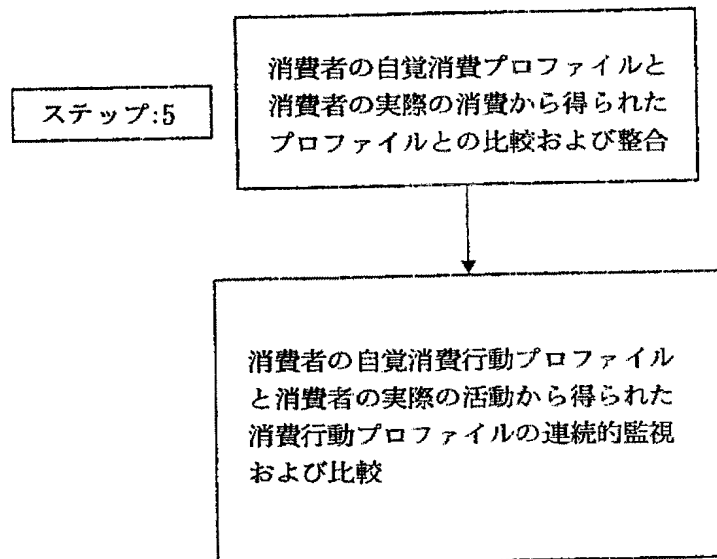 ステップ:5
消費者の自覚消費プロファイルと
消費者の実際の消費から得られた
プロファイルとの比較および整合
消費者の自覚消費行動プロファイル
と消費者の実際の活動から得られた
消費行動プロファイルの連続的監視
および比較